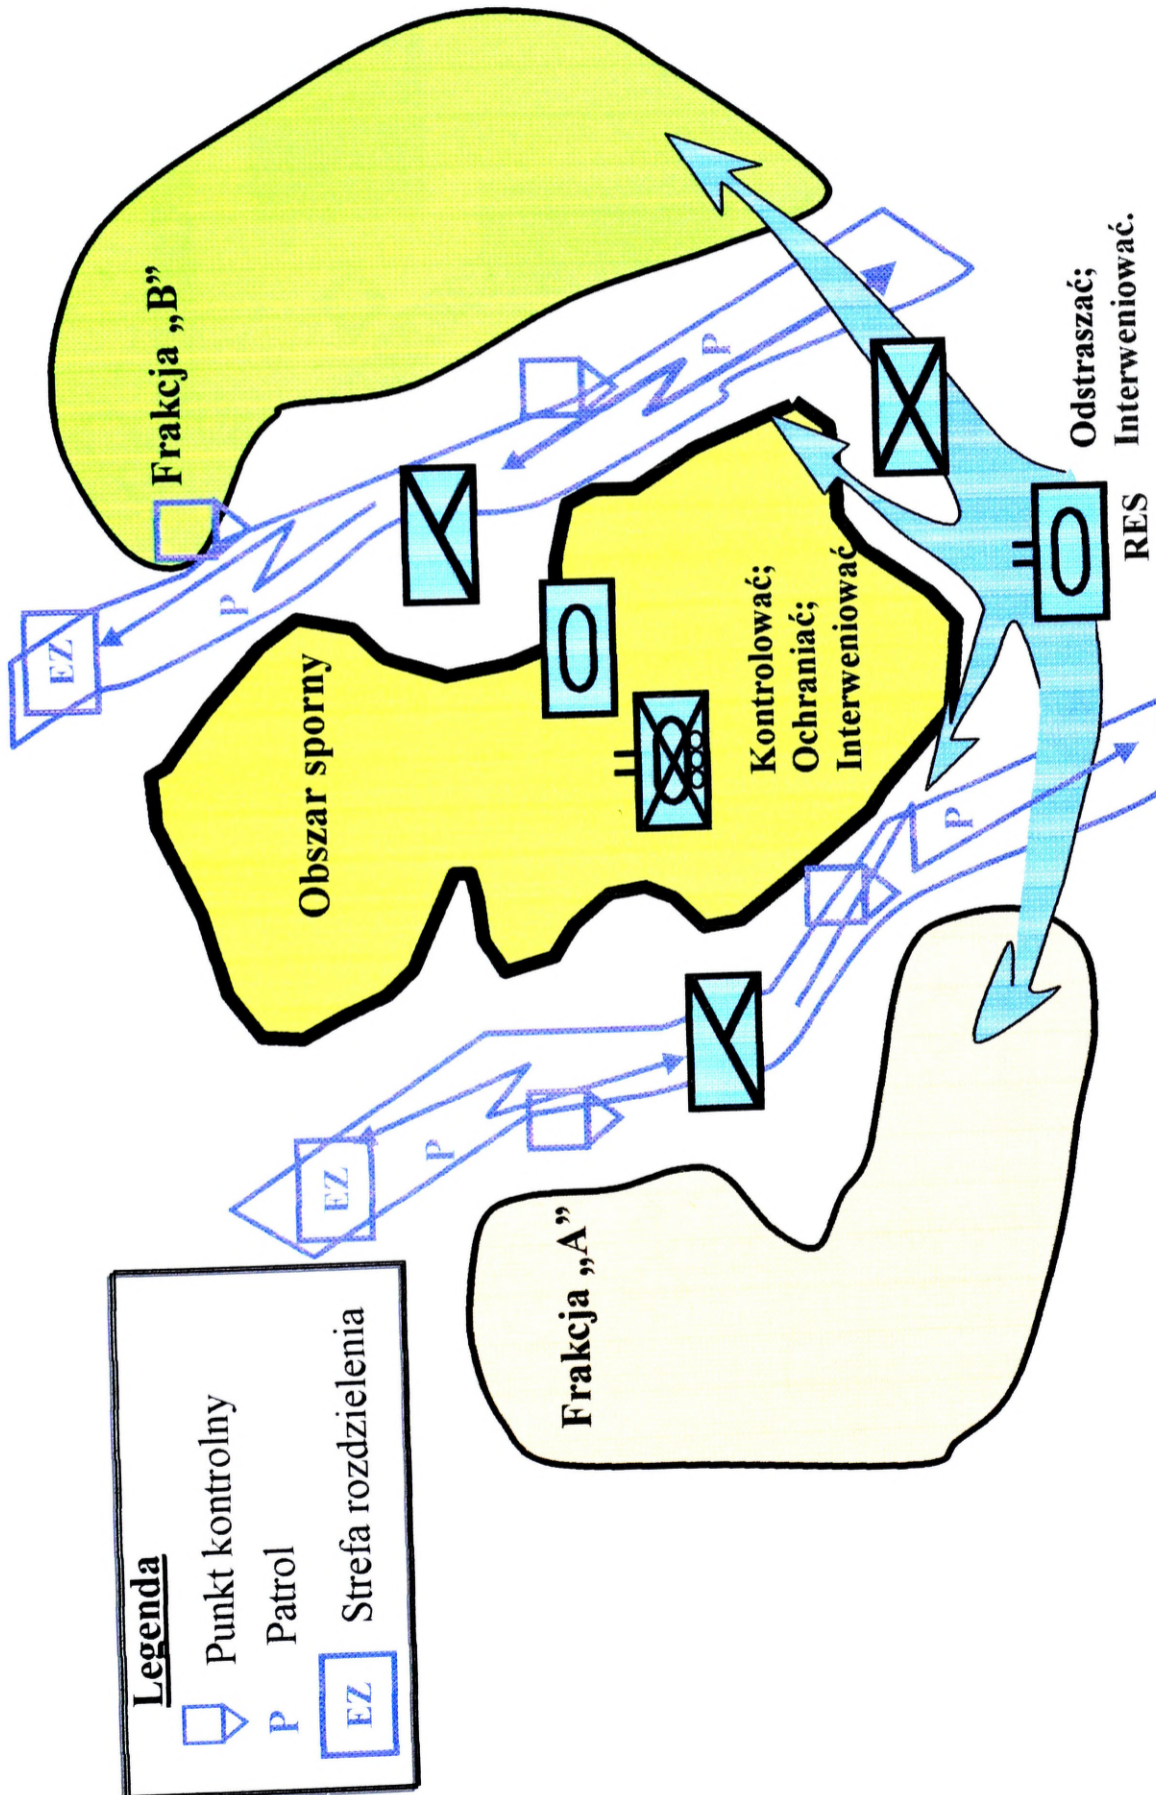 Legenda
Punkt kontrolny
P Patrol
EZ Strefa rozdzielenia
EZ
P
Frakcja „A”
Obszar sporny
EZ
P
Frakcja „B”
P
P
Kontrolować;
Ochraniać;
Interweniować
RES
Odstraszać;
Interweniować.